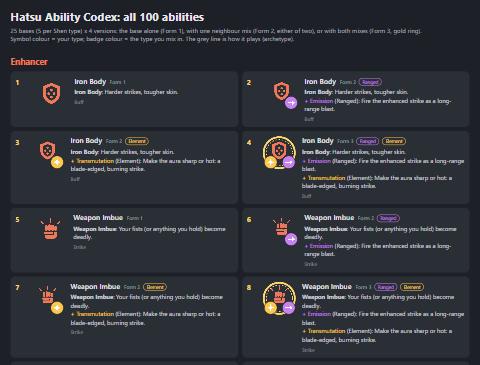 Hatsu Ability Codex: all 100 abilities
25 bases (5 per Shen type) x 4 versions: the base alone (Form 1), with one neighbour mix (Form 2, either of two), or with both mixes (Form 3, gold ring).
Symbol colour = your type; badge colour = the type you mix in. The grey line is how it plays (archetype).
Enhancer
1
Iron Body Form 1
Iron Body: Harder strikes, tougher skin.
Buff
2
Iron Body Form 2 Ranged
Iron Body: Harder strikes, tougher skin.
+ Emission (Ranged): Fire the enhanced strike as a long-
range blast.
Buff
3
Iron Body Form 2 Element
Iron Body: Harder strikes, tougher skin.
+ Transmutation (Element): Make the aura sharp or hot: a
blade-edged, burning strike.
Buff
4
Iron Body Form 3 Ranged Element
Iron Body: Harder strikes, tougher skin.
+ Emission (Ranged): Fire the enhanced strike as a long-range
blast.
+ Transmutation (Element): Make the aura sharp or hot: a
blade-edged, burning strike.
Buff
5
Weapon Imbue Form 1
Weapon Imbue: Your fists (or anything you hold) become
deadly.
Strike
6
Weapon Imbue Form 2 Ranged
Weapon Imbue: Your fists (or anything you hold) become
deadly.
+ Emission (Ranged): Fire the enhanced strike as a long-
range blast.
Strike
7
Weapon Imbue Form 2 Element
Weapon Imbue: Your fists (or anything you hold) become
deadly.
+ Transmutation (Element): Make the aura sharp or hot: a
blade-edged, burning strike.
Strike
8
Weapon Imbue Form 3 Ranged Element
Weapon Imbue: Your fists (or anything you hold) become
deadly.
+ Emission (Ranged): Fire the enhanced strike as a long-range
blast.
+ Transmutation (Element): Make the aura sharp or hot: a
blade-edged, burning strike.
Strike